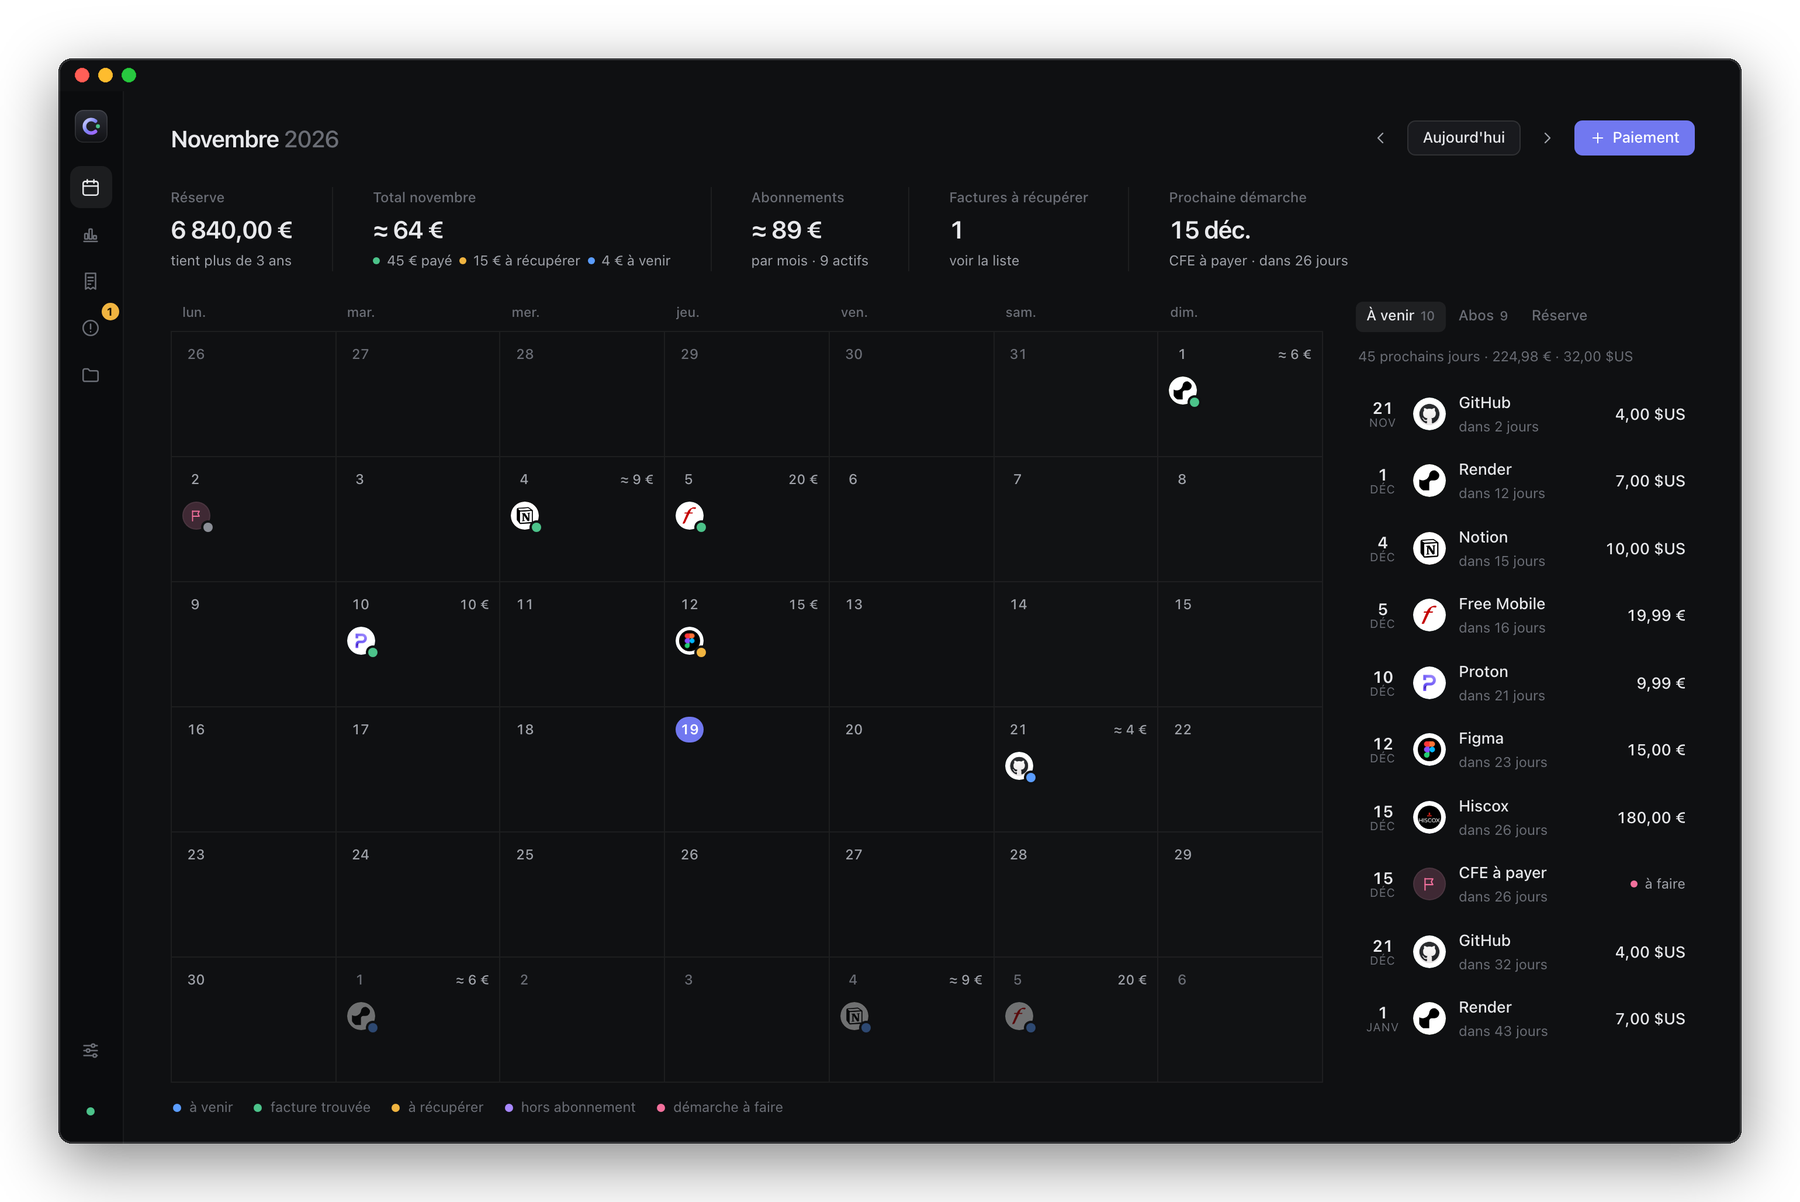 Novembre 2026
Aujourd'hui
+ Paiement
Réserve
6 840,00 €
tient plus de 3 ans
Total novembre
≈ 64 €
45 € payé 15 € à récupérer 4 € à venir
Abonnements
≈ 89 €
par mois · 9 actifs
Factures à récupérer
1
voir la liste
Prochaine démarche
15 déc.
CFE à payer · dans 26 jours
1
lun. mar. mer. jeu. ven. sam. dim.
26 27 28 29 30 31 1 ≈ 6 €
2 3 4 ≈ 9 € 5 20 € 6 7 8
N f
9 10 10 € 11 12 15 € 13 14 15
16 17 18 19 20 21 ≈ 4 € 22
23 24 25 26 27 28 29
30 1 ≈ 6 € 2 3 4 ≈ 9 € 5 20 € 6
N f
à venir facture trouvée à récupérer hors abonnement démarche à faire
À venir 10 Abos 9 Réserve
45 prochains jours · 224,98 € · 32,00 $US
21 NOV
GitHub
dans 2 jours
4,00 $US
1 DÉC
Render
dans 12 jours
7,00 $US
4 DÉC
N
Notion
dans 15 jours
10,00 $US
5 DÉC
f
Free Mobile
dans 16 jours
19,99 €
10 DÉC
Proton
dans 21 jours
9,99 €
12 DÉC
Figma
dans 23 jours
15,00 €
15 DÉC
HISCOX
Hiscox
dans 26 jours
180,00 €
15 DÉC
CFE à payer
dans 26 jours
à faire
21 DÉC
GitHub
dans 32 jours
4,00 $US
1 JANV
Render
dans 43 jours
7,00 $US